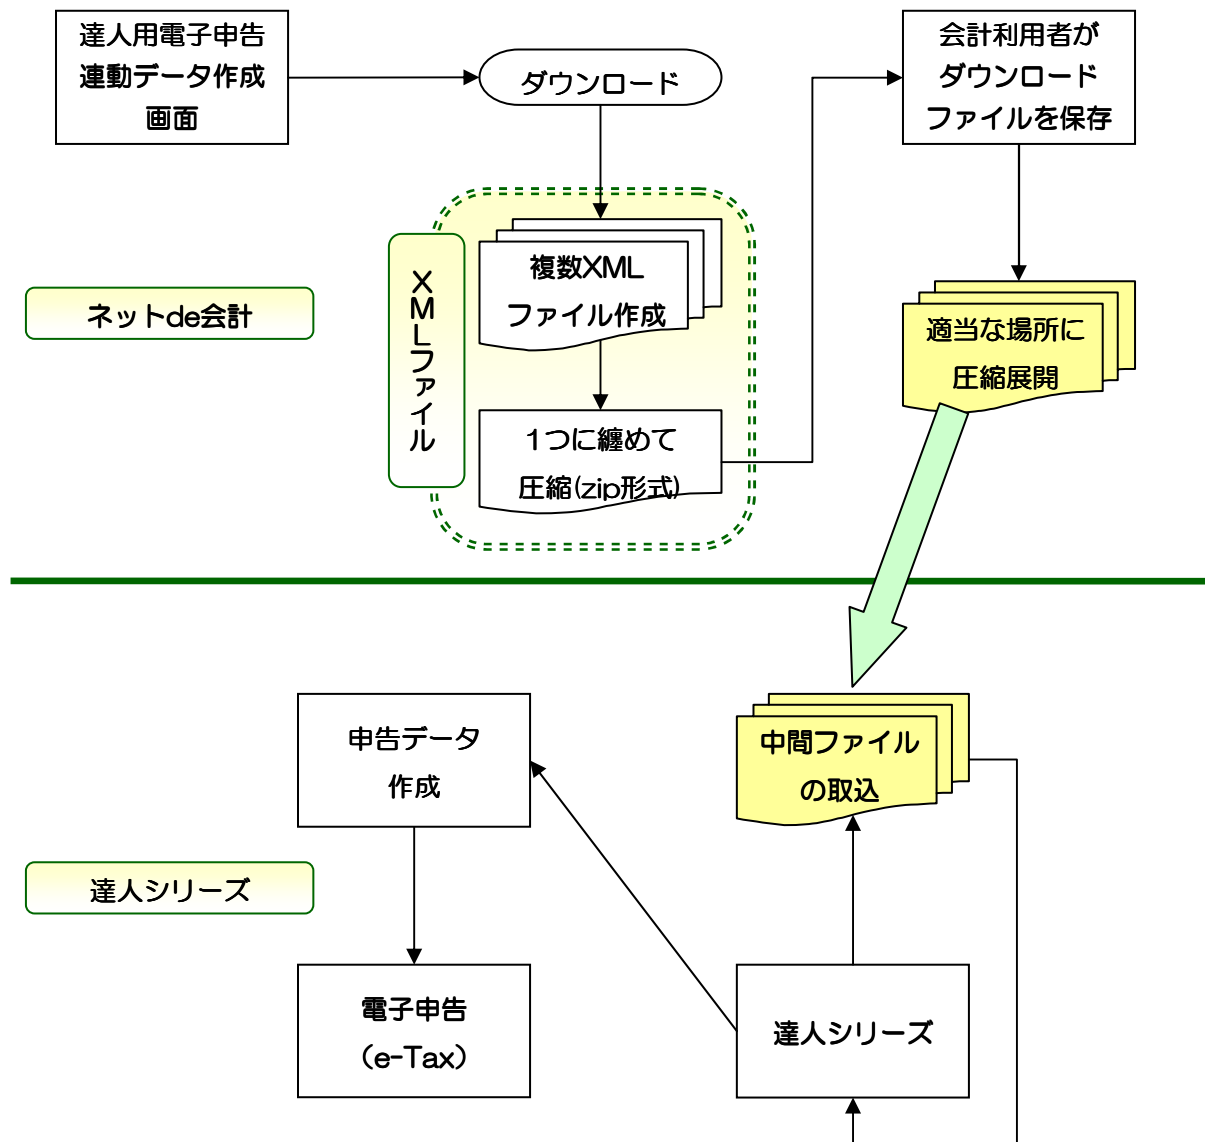 達人用電子申告
連動データ作成
画面
ダウンロード
会計利用者が
ダウンロード
ファイルを保存
ネットde会計
XMLファイル
複数XML
ファイル作成
1つに纏めて
圧縮(zip形式)
適当な場所に
圧縮展開
申告データ
作成
中間ファイル
の取込
達人シリーズ
電子申告
（e-Tax）
達人シリーズ